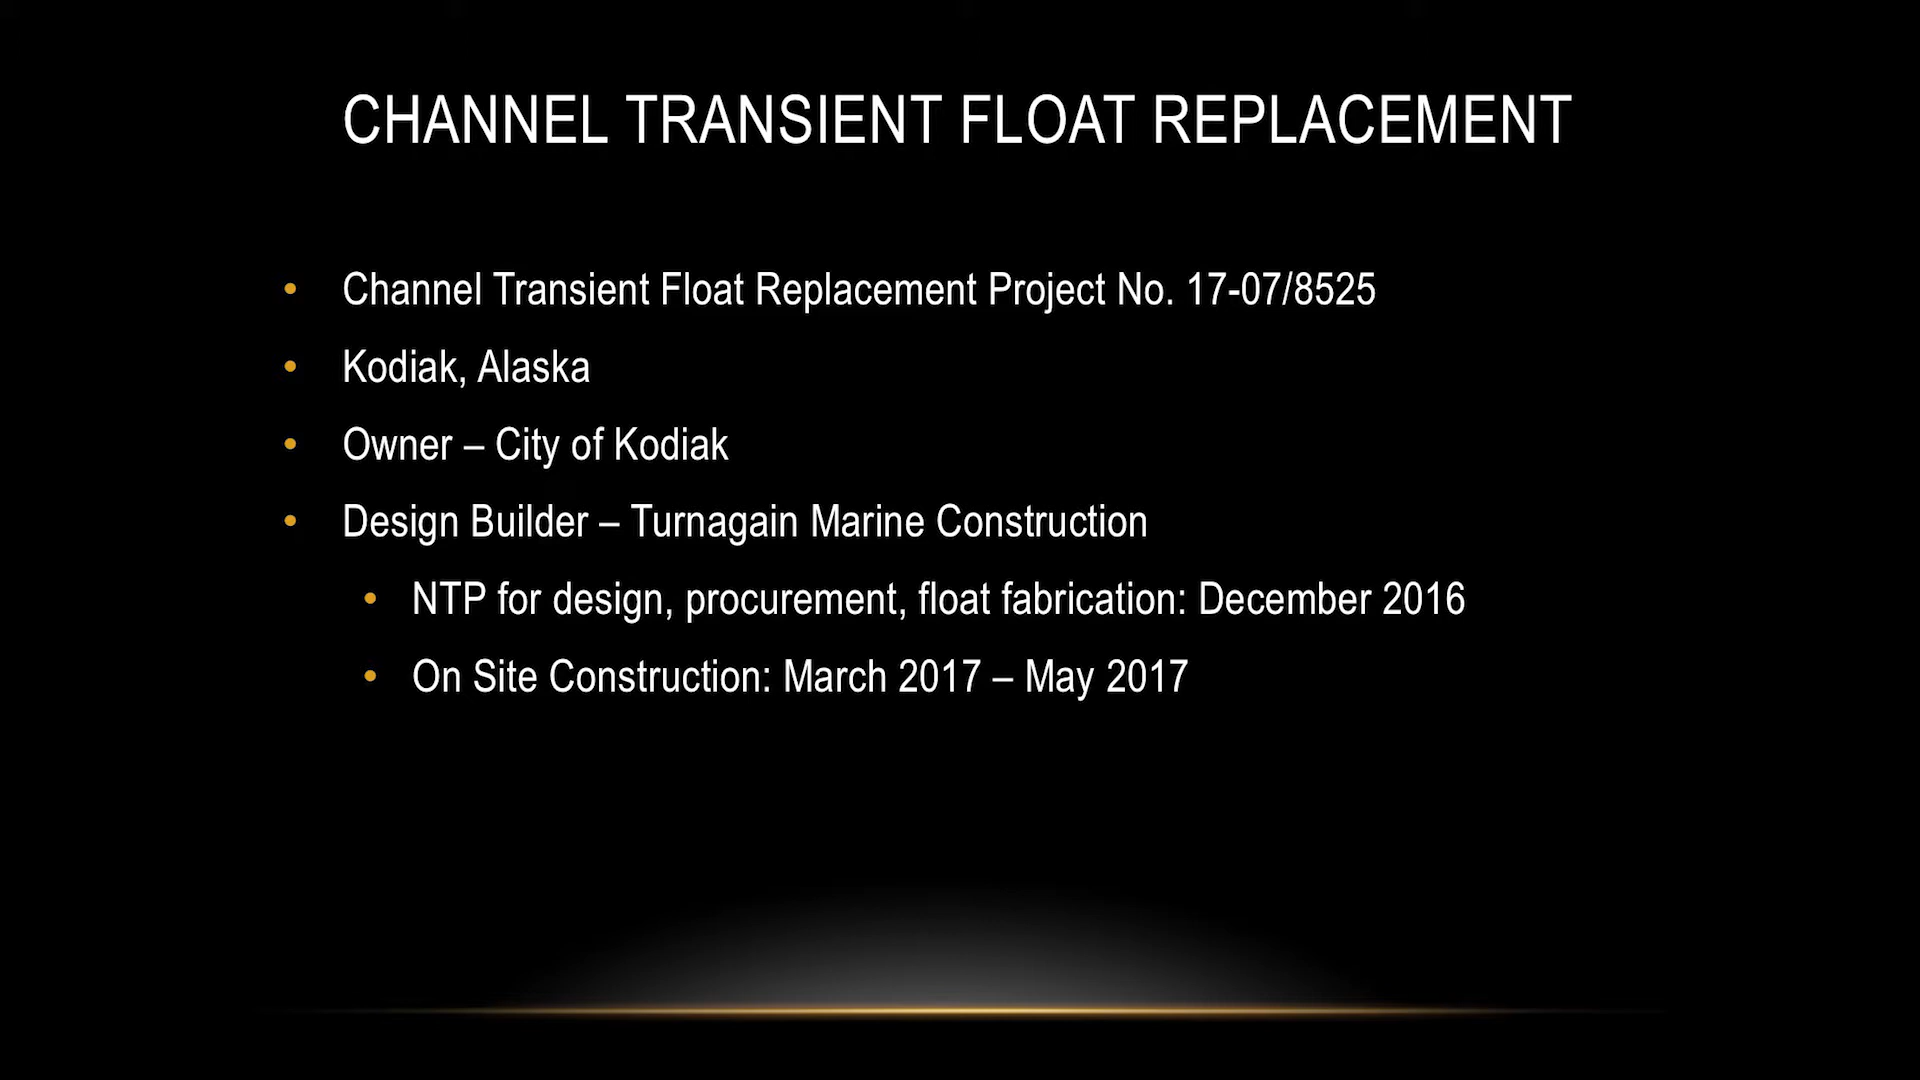 CHANNEL TRANSIENT FLOAT REPLACEMENT
• Channel Transient Float Replacement Project No. 17-07/8525
• Kodiak, Alaska
• Owner – City of Kodiak
• Design Builder – Turnagain Marine Construction
• NTP for design, procurement, float fabrication: December 2016
• On Site Construction: March 2017 – May 2017